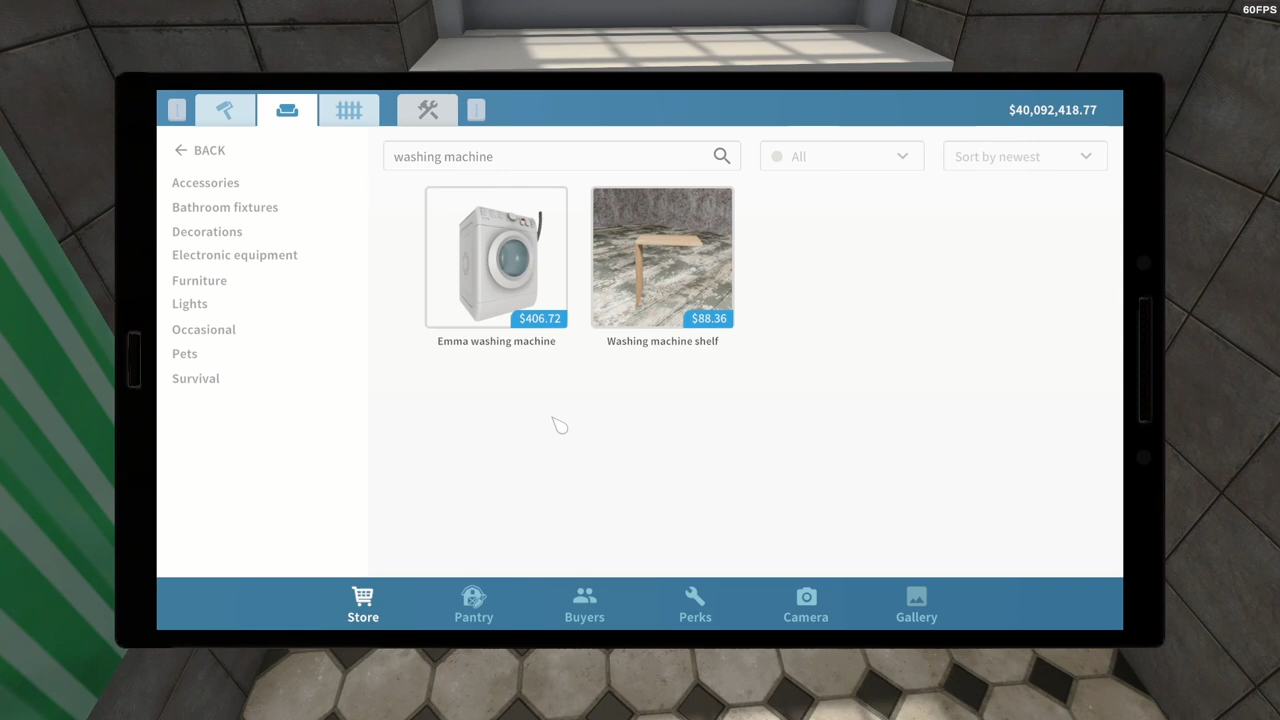 60FPS
$40,092,418.77
BACK
washing machine
All
Sort by newest
Accessories
Bathroom fixtures
Decorations
Electronic equipment
Furniture
Lights
Occasional
Pets
Survival
$406.72
$88.36
Emma washing machine
Washing machine shelf
Store
Pantry
Buyers
Perks
Camera
Gallery